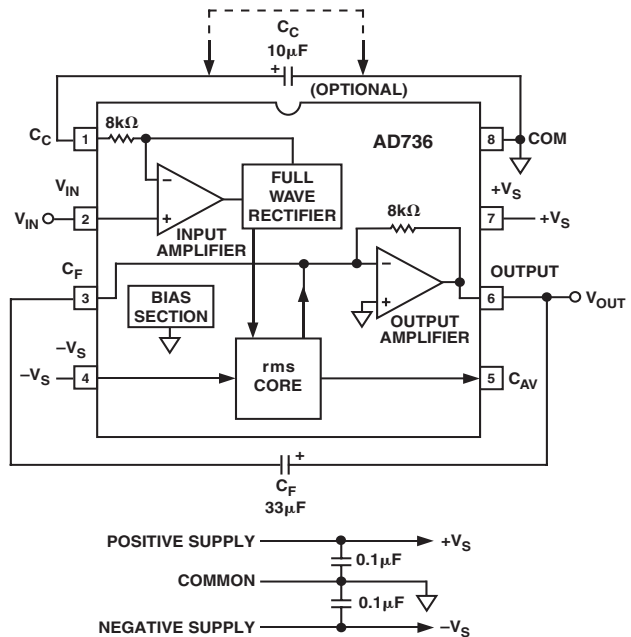 C_C
10µF
+
(OPTIONAL)
8kΩ
AD736
C_C
1
8
COM
V_IN
FULL
WAVE
RECTIFIER
+V_S
V_IN
2
−
+
INPUT
AMPLIFIER
8kΩ
7
+V_S
C_F
3
BIAS
SECTION
−
+
OUTPUT
AMPLIFIER
OUTPUT
6
V_OUT
−V_S
−V_S
4
rms
CORE
5
C_AV
+
C_F
33µF
POSITIVE SUPPLY
+V_S
0.1µF
COMMON
0.1µF
NEGATIVE SUPPLY
−V_S